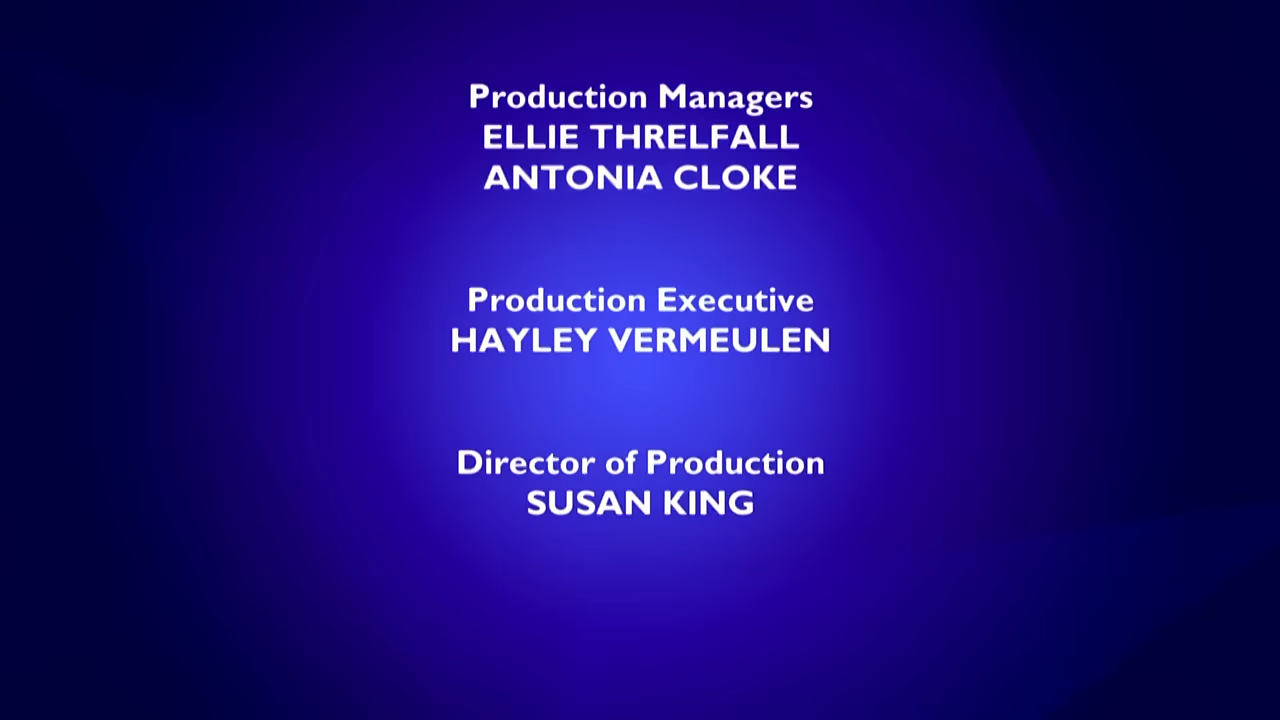 Production Managers
ELLIE THRELFALL
ANTONIA CLOKE
Production Executive
HAYLEY VERMEULEN
Director of Production
SUSAN KING